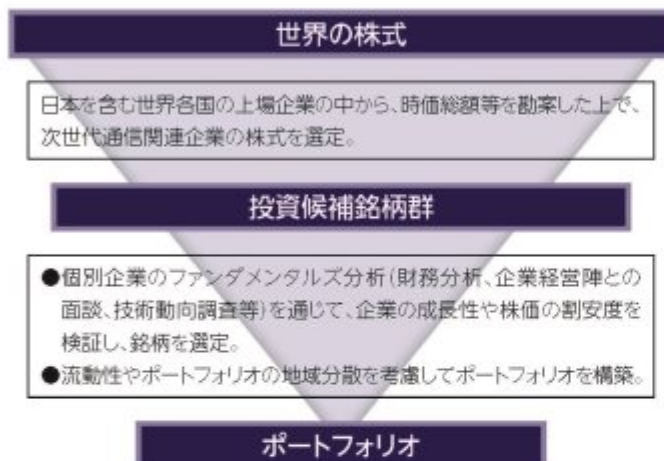 世界の株式
日本を含む世界各国の上場企業の中から、時価総額等を勘案した上で、
次世代通信関連企業の株式を選定。
投資候補銘柄群
●個別企業のファンダメンタルズ分析(財務分析、企業経営陣との
面談、技術動向調査等)を通じて、企業の成長性や株価の割安度を
検証し、銘柄を選定。
●流動性やポートフォリオの地域分散を考慮してポートフォリオを構築。
ポートフォリオ